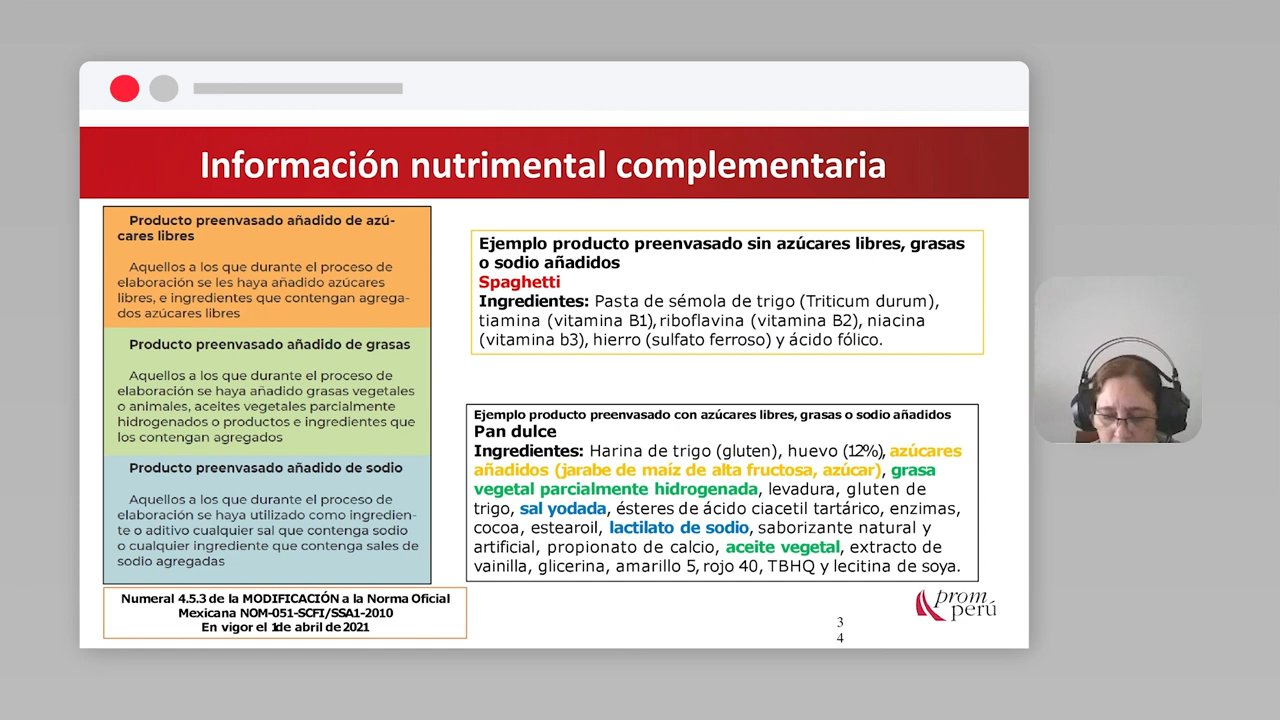 Información nutrimental complementaria
Producto preenvasado añadido de azú-
cares libres
Aquellos a los que durante el proceso de
elaboración se les haya añadido azúcares
libres, e ingredientes que contengan agrega-
dos azúcares libres
Producto preenvasado añadido de grasas
Aquellos a los que durante el proceso de
elaboración se haya añadido grasas vegetales
o animales, aceites vegetales parcialmente
hidrogenados o productos e ingredientes que
los contengan agregados
Producto preenvasado añadido de sodio
Aquellos a los que durante el proceso de
elaboración se haya utilizado como ingredien-
te o aditivo cualquier sal que contenga sodio
o cualquier ingrediente que contenga sales de
sodio agregadas
Numeral 4.5.3 de la MODIFICACIÓN a la Norma Oficial
Mexicana NOM-051-SCFI/SSA1-2010
En vigor el 1de abril de 2021
Ejemplo producto preenvasado sin azúcares libres, grasas
o sodio añadidos
Spaghetti
Ingredientes: Pasta de sémola de trigo (Triticum durum),
tiamina (vitamina B1), riboflavina (vitamina B2), niacina
(vitamina b3), hierro (sulfato ferroso) y ácido fólico.
Ejemplo producto preenvasado con azúcares libres, grasas o sodio añadidos
Pan dulce
Ingredientes: Harina de trigo (gluten), huevo (12%), azúcares
añadidos (jarabe de maíz de alta fructosa, azúcar), grasa
vegetal parcialmente hidrogenada, levadura, gluten de
trigo, sal yodada, ésteres de ácido ciacetil tartárico, enzimas,
cocoa, estearoil, lactilato de sodio, saborizante natural y
artificial, propionato de calcio, aceite vegetal, extracto de
vainilla, glicerina, amarillo 5, rojo 40, TBHQ y lecitina de soya.
prom
perú
3
4